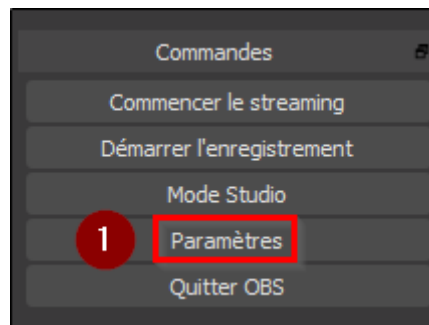 Commandes
Commencer le streaming
Démarrer l'enregistrement
Mode Studio
1 Paramètres
Quitter OBS